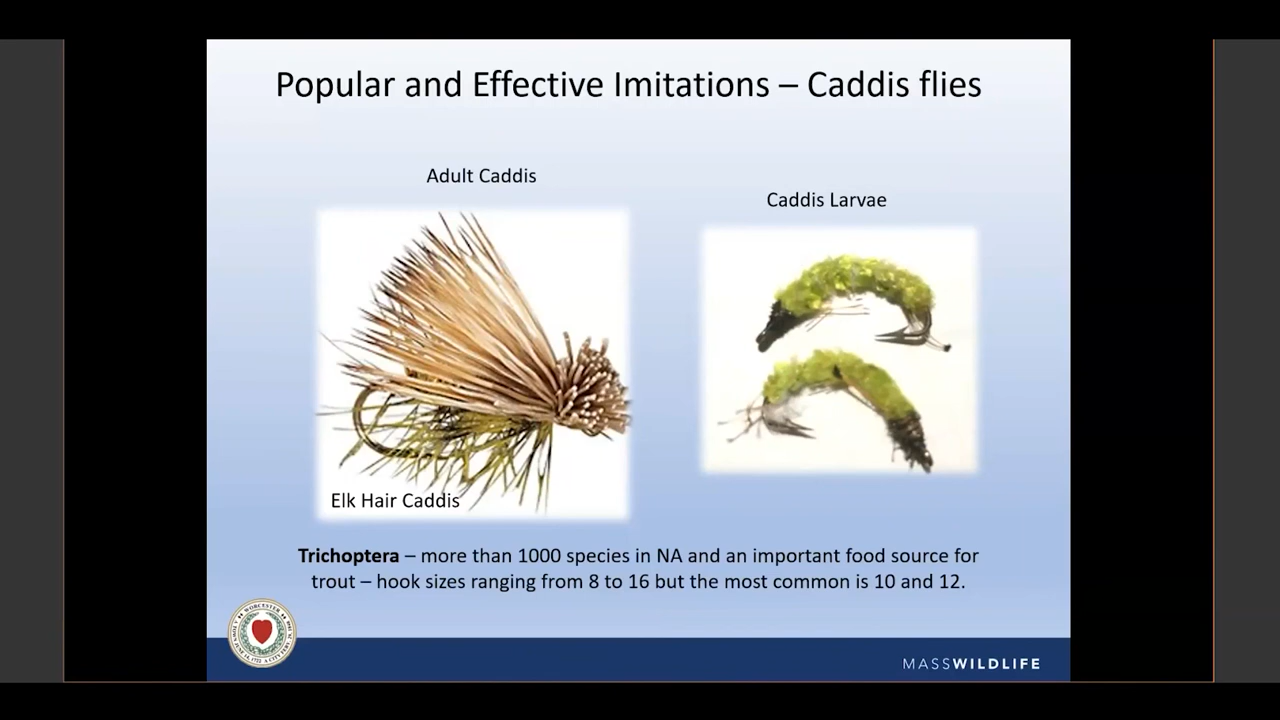 Popular and Effective Imitations – Caddis flies
Adult Caddis
Caddis Larvae
Elk Hair Caddis
Trichoptera – more than 1000 species in NA and an important food source for
trout – hook sizes ranging from 8 to 16 but the most common is 10 and 12.
WORCESTER
MASSWILDLIFE